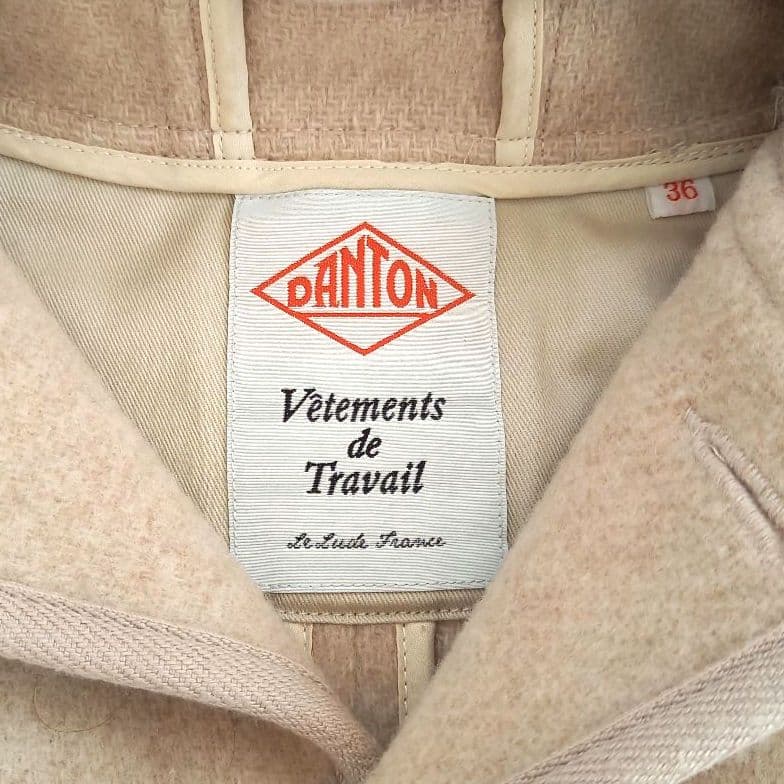 36
DANTON
Vêtements
de
Travail
Le Lude France